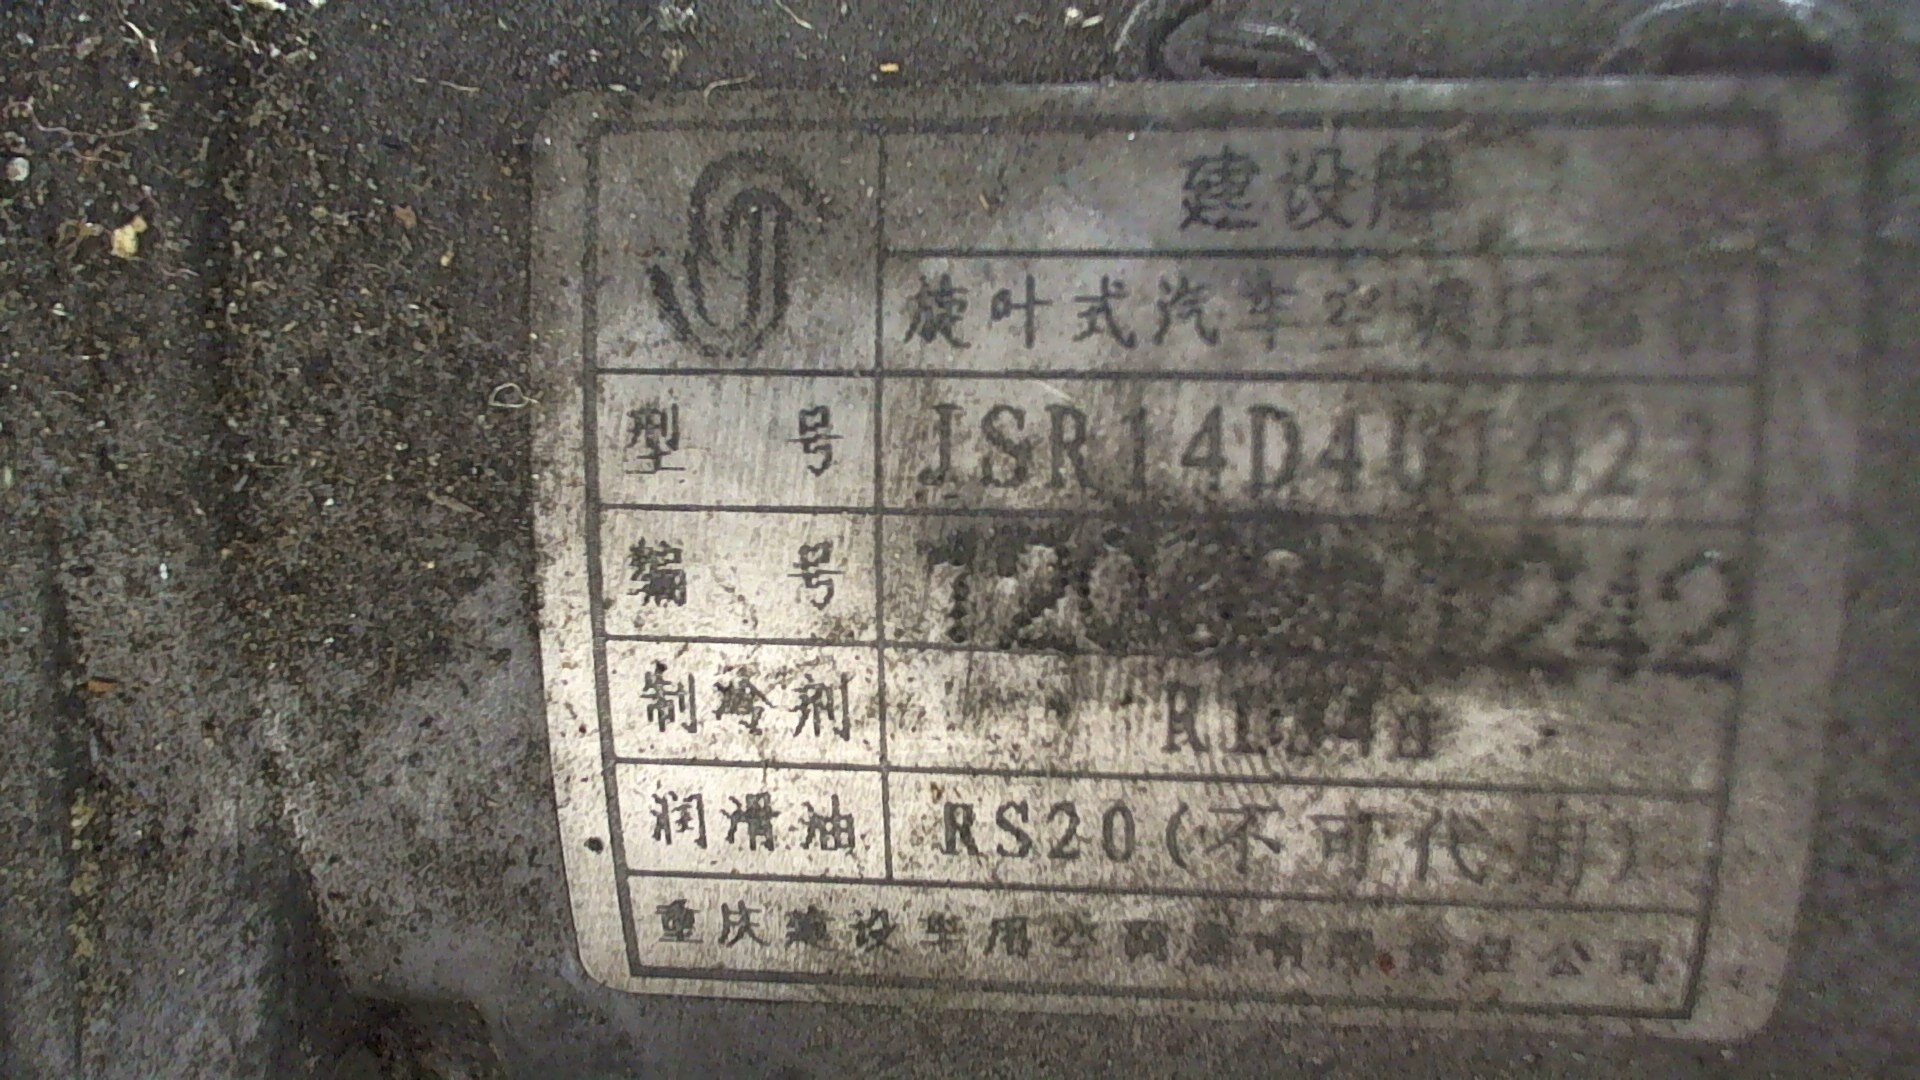 建设牌
旋叶式汽车空调压缩机
型号 JSR14D4U1023
编号
制冷剂 R134a
润滑油 RS20(不可代用)
重庆建设车用空调器有限责任公司